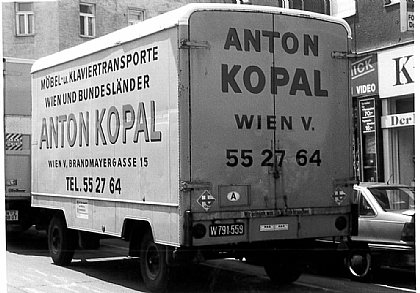 MÖBEL-u. KLAVIERTRANSPORTE
WIEN UND BUNDESLÄNDER
ANTON KOPAL
WIEN V. BRANDMAYERGASSE 15
TEL. 55 27 64
ANTON
KOPAL
WIEN V.
55 27 64
A
W 791·559
VIDEO
Der